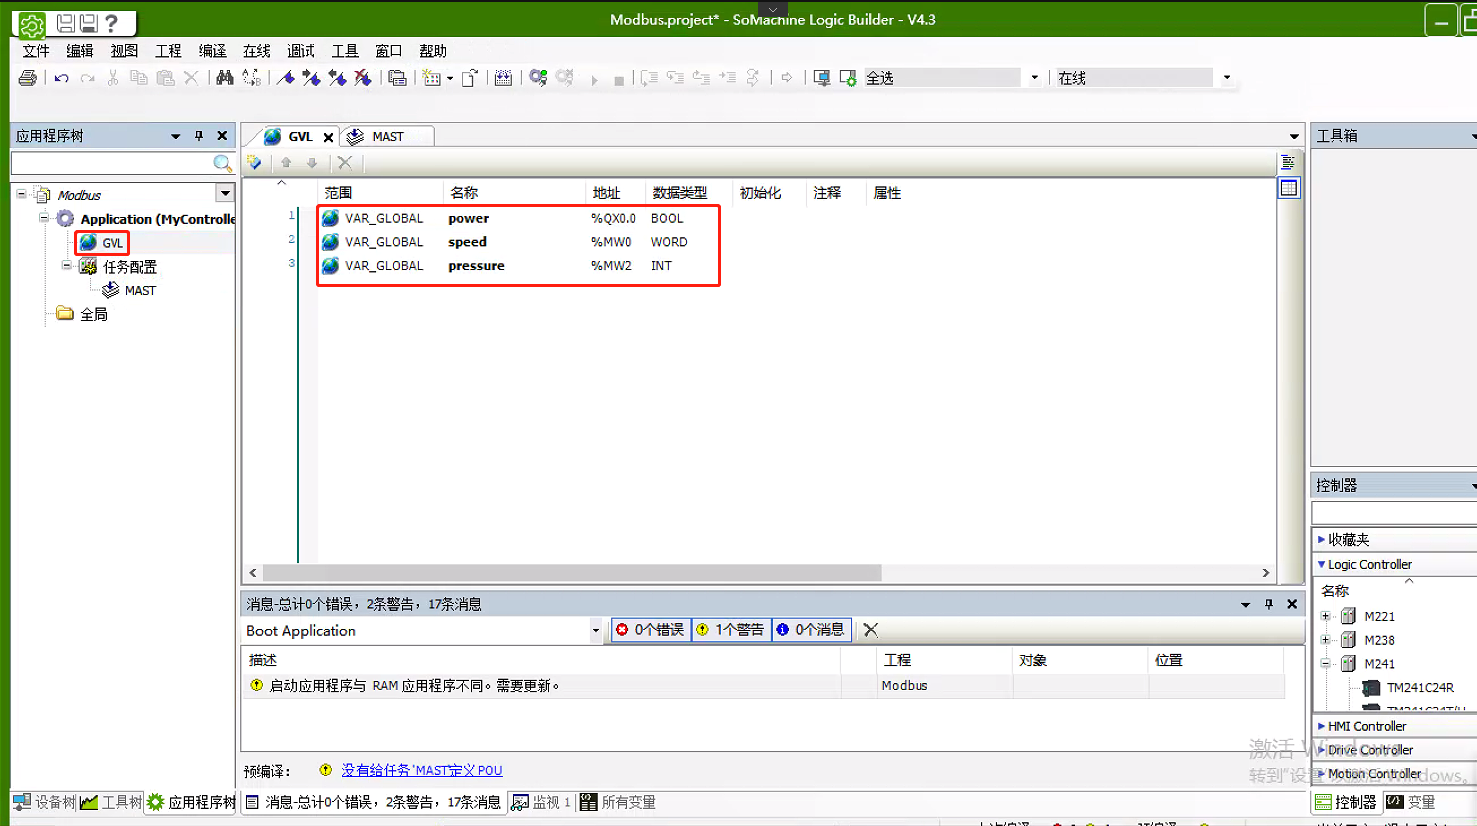 Modbus.project* - SoMachine Logic Builder - V4.3
文件 编辑 视图 工程 编译 在线 调试 工具 窗口 帮助
全选 在线
应用程序树
Modbus
Application (MyControlle
GVL
任务配置
MAST
全局
GVL MAST
范围 名称 地址 数据类型 初始化 注释 属性
1 VAR_GLOBAL power %QX0.0 BOOL
2 VAR_GLOBAL speed %MW0 WORD
3 VAR_GLOBAL pressure %MW2 INT
消息-总计0个错误，2条警告，17条消息
Boot Application 0个错误 1个警告 0个消息
描述 工程 对象 位置
启动应用程序与 RAM 应用程序不同。需要更新。 Modbus
预编译： 没有给任务'MAST'定义 POU
工具箱
控制器
收藏夹
Logic Controller
名称
M221
M238
M241
TM241C24R
TM241C24T/U
HMI Controller
Drive Controller
Motion Controller
激活 Windows
转到"设置"以激活 Windows。
设备树 工具树 应用程序树 消息-总计0个错误，2条警告，17条消息 监视 1 所有变量
控制器 变量